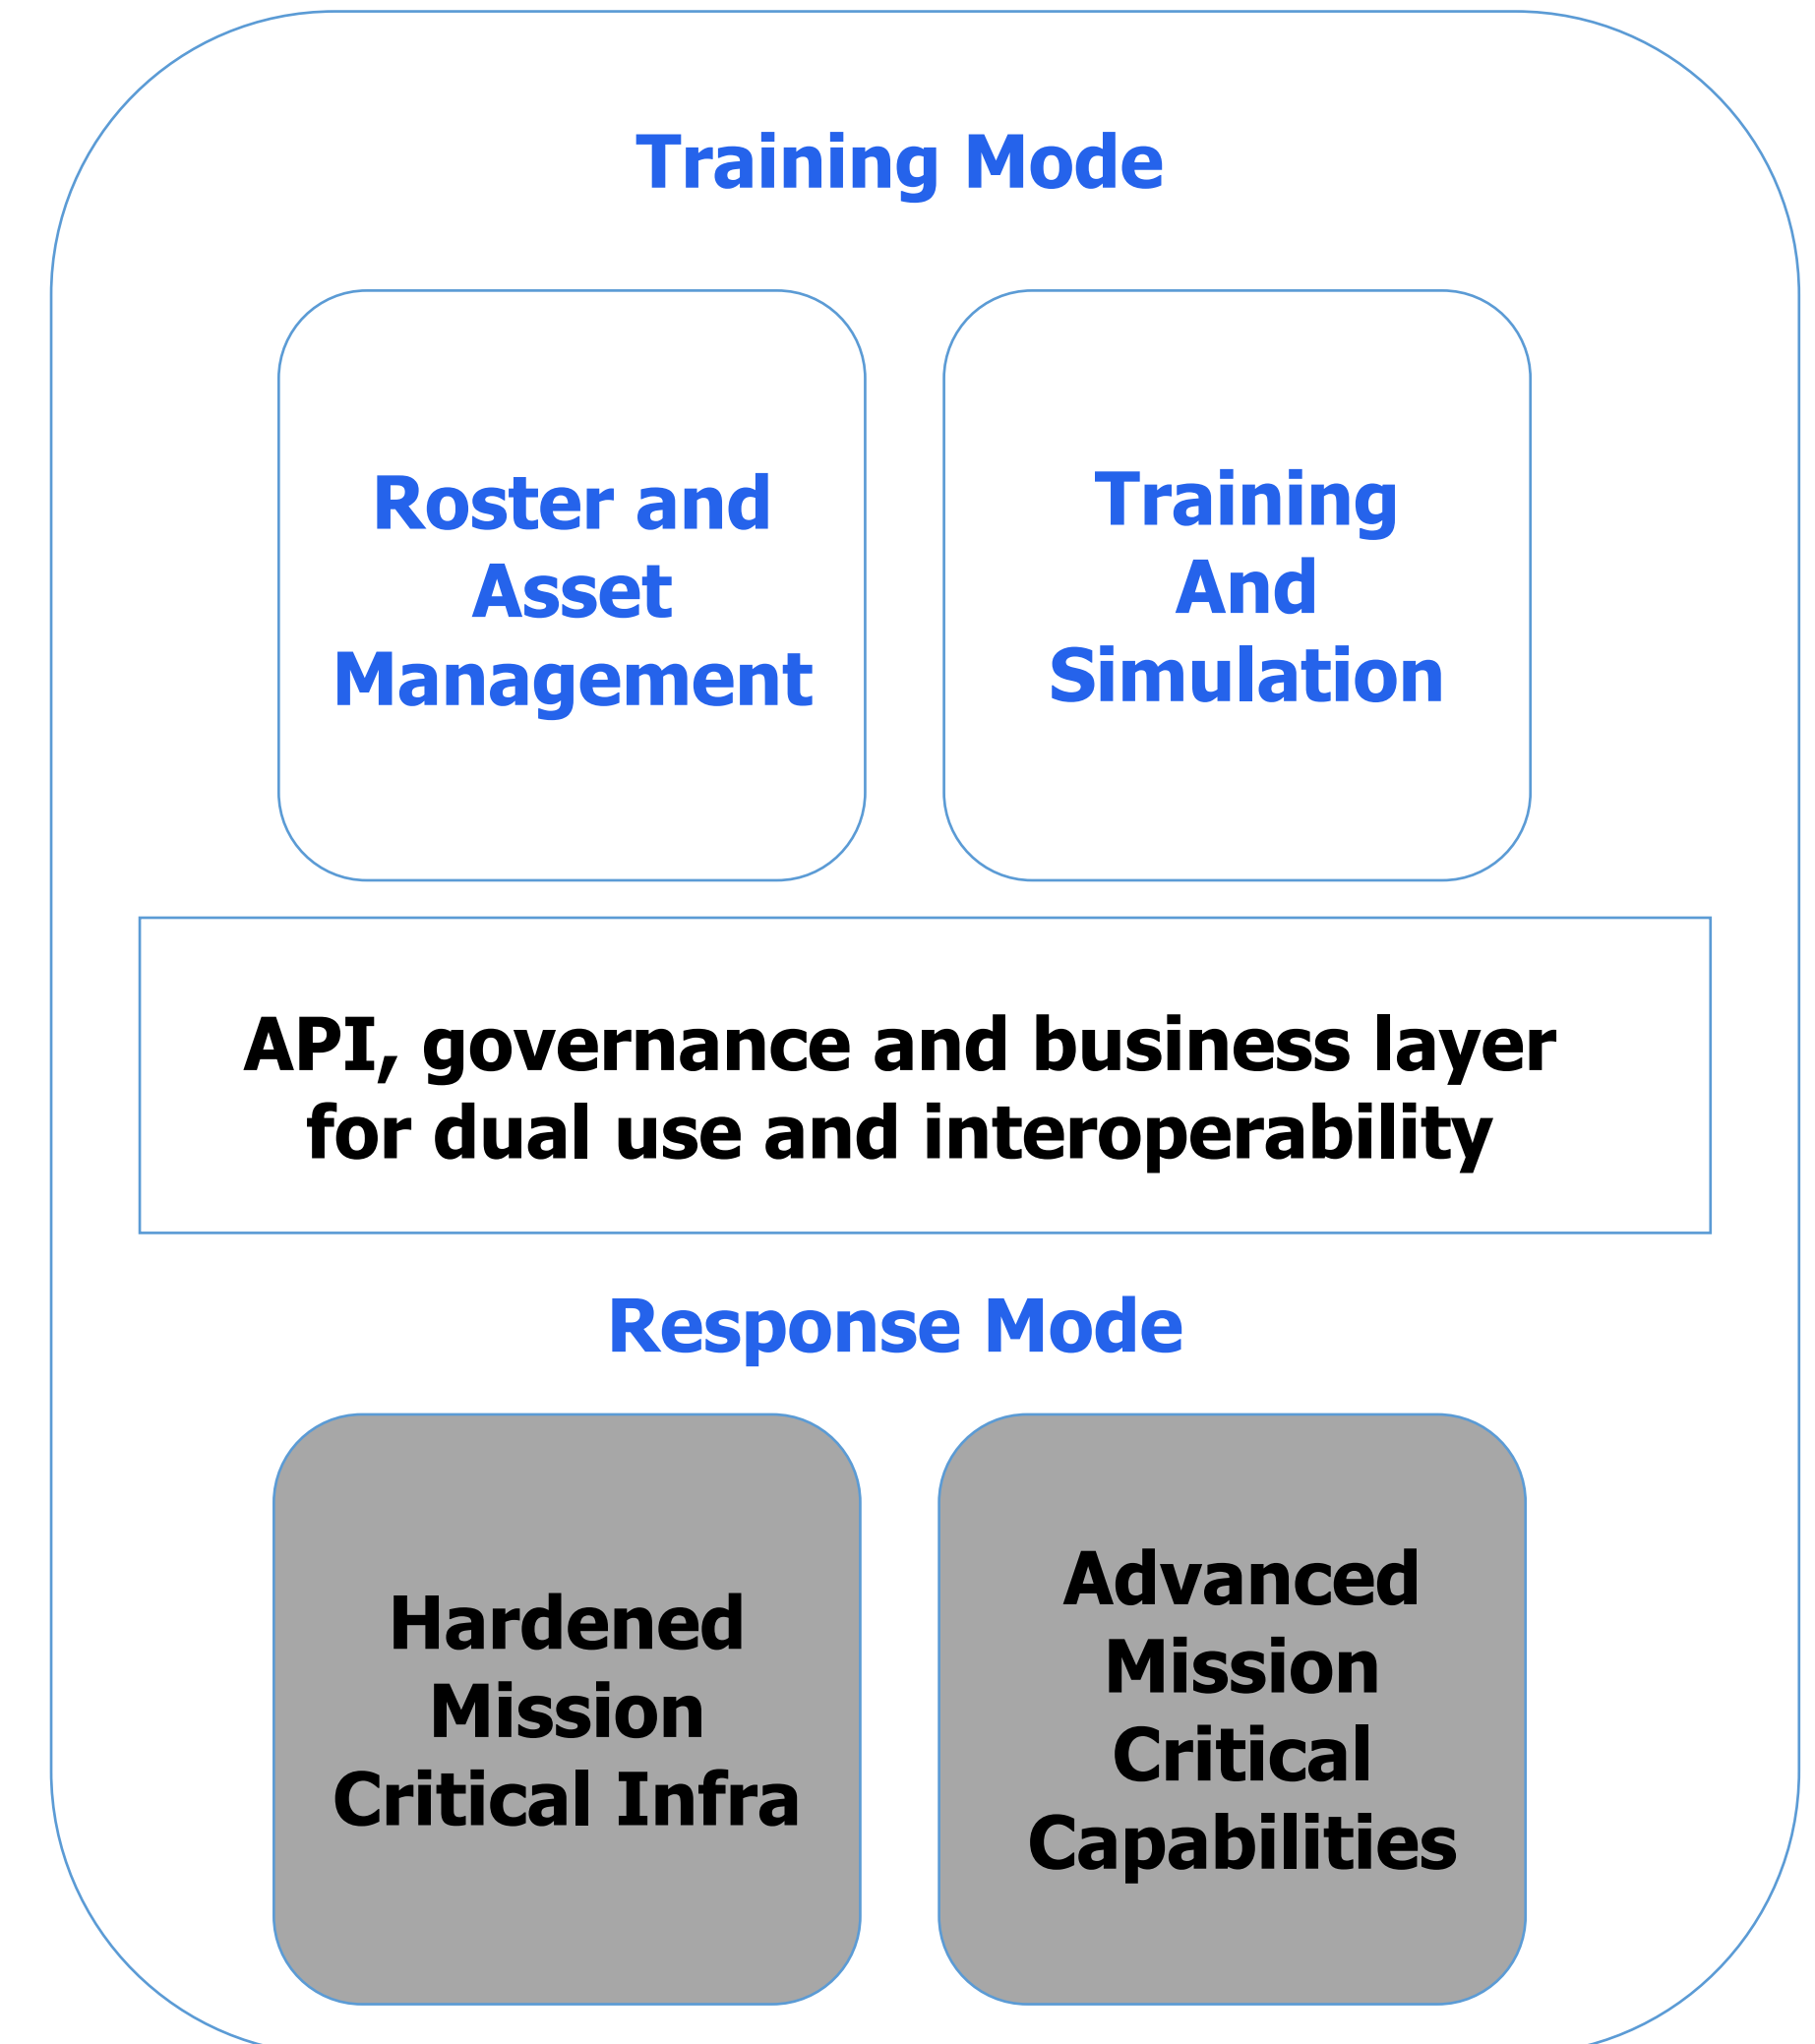 Training Mode
Roster and
Asset
Management
Training
And
Simulation
API, governance and business layer
for dual use and interoperability
Response Mode
Hardened
Mission
Critical Infra
Advanced
Mission
Critical
Capabilities